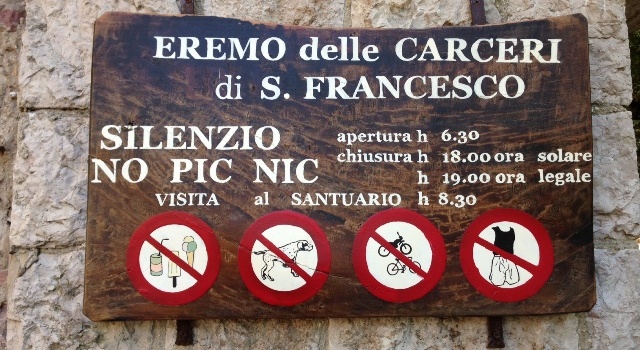 EREMO delle CARCERI
di S. FRANCESCO
SILENZIO
NO PIC NIC
apertura h 6.30
chiusura h 18.00 ora solare
h 19.00 ora legale
VISITA al SANTUARIO h 8.30